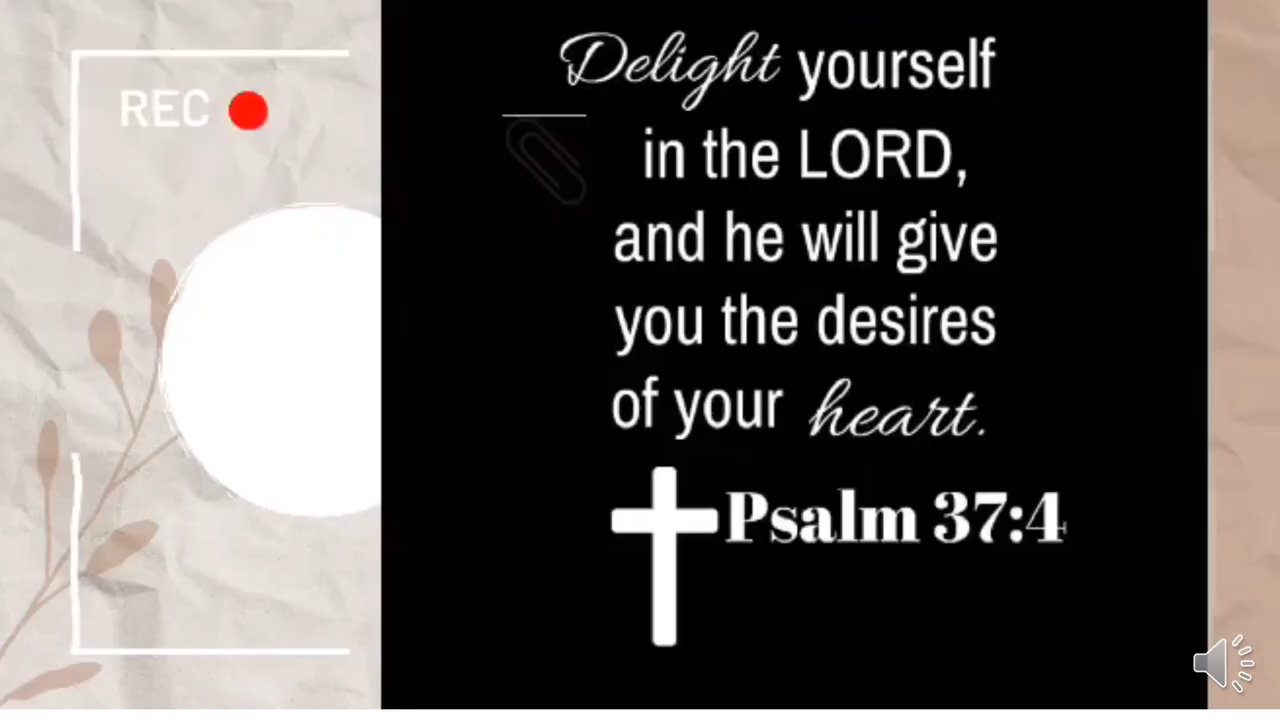 REC
Delight yourself
in the LORD,
and he will give
you the desires
of your heart.
Psalm 37:4